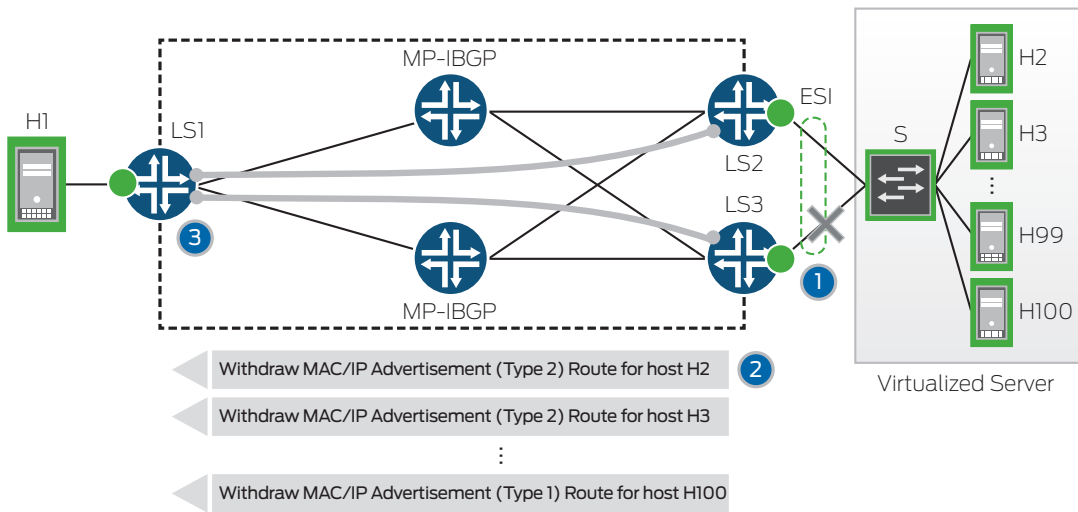 MP-IBGP
H1
LS1
3
MP-IBGP
LS2
LS3
ESI
1
S
H2
H3
⋮
H99
H100
Virtualized Server
Withdraw MAC/IP Advertisement (Type 2) Route for host H2
2
Withdraw MAC/IP Advertisement (Type 2) Route for host H3
⋮
Withdraw MAC/IP Advertisement (Type 1) Route for host H100